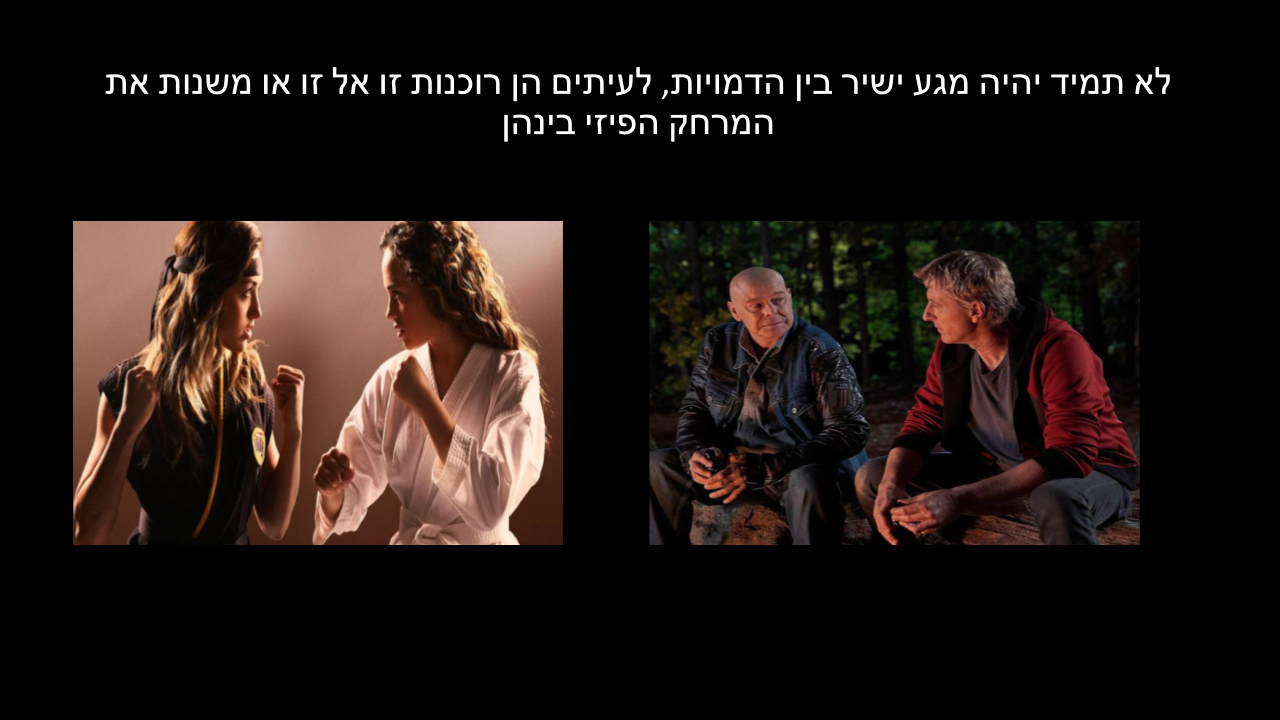 לא תמיד יהיה מגע ישיר בין הדמויות, לעיתים הן רוכנות זו אל זו או משנות את
המרחק הפיזי בינהן